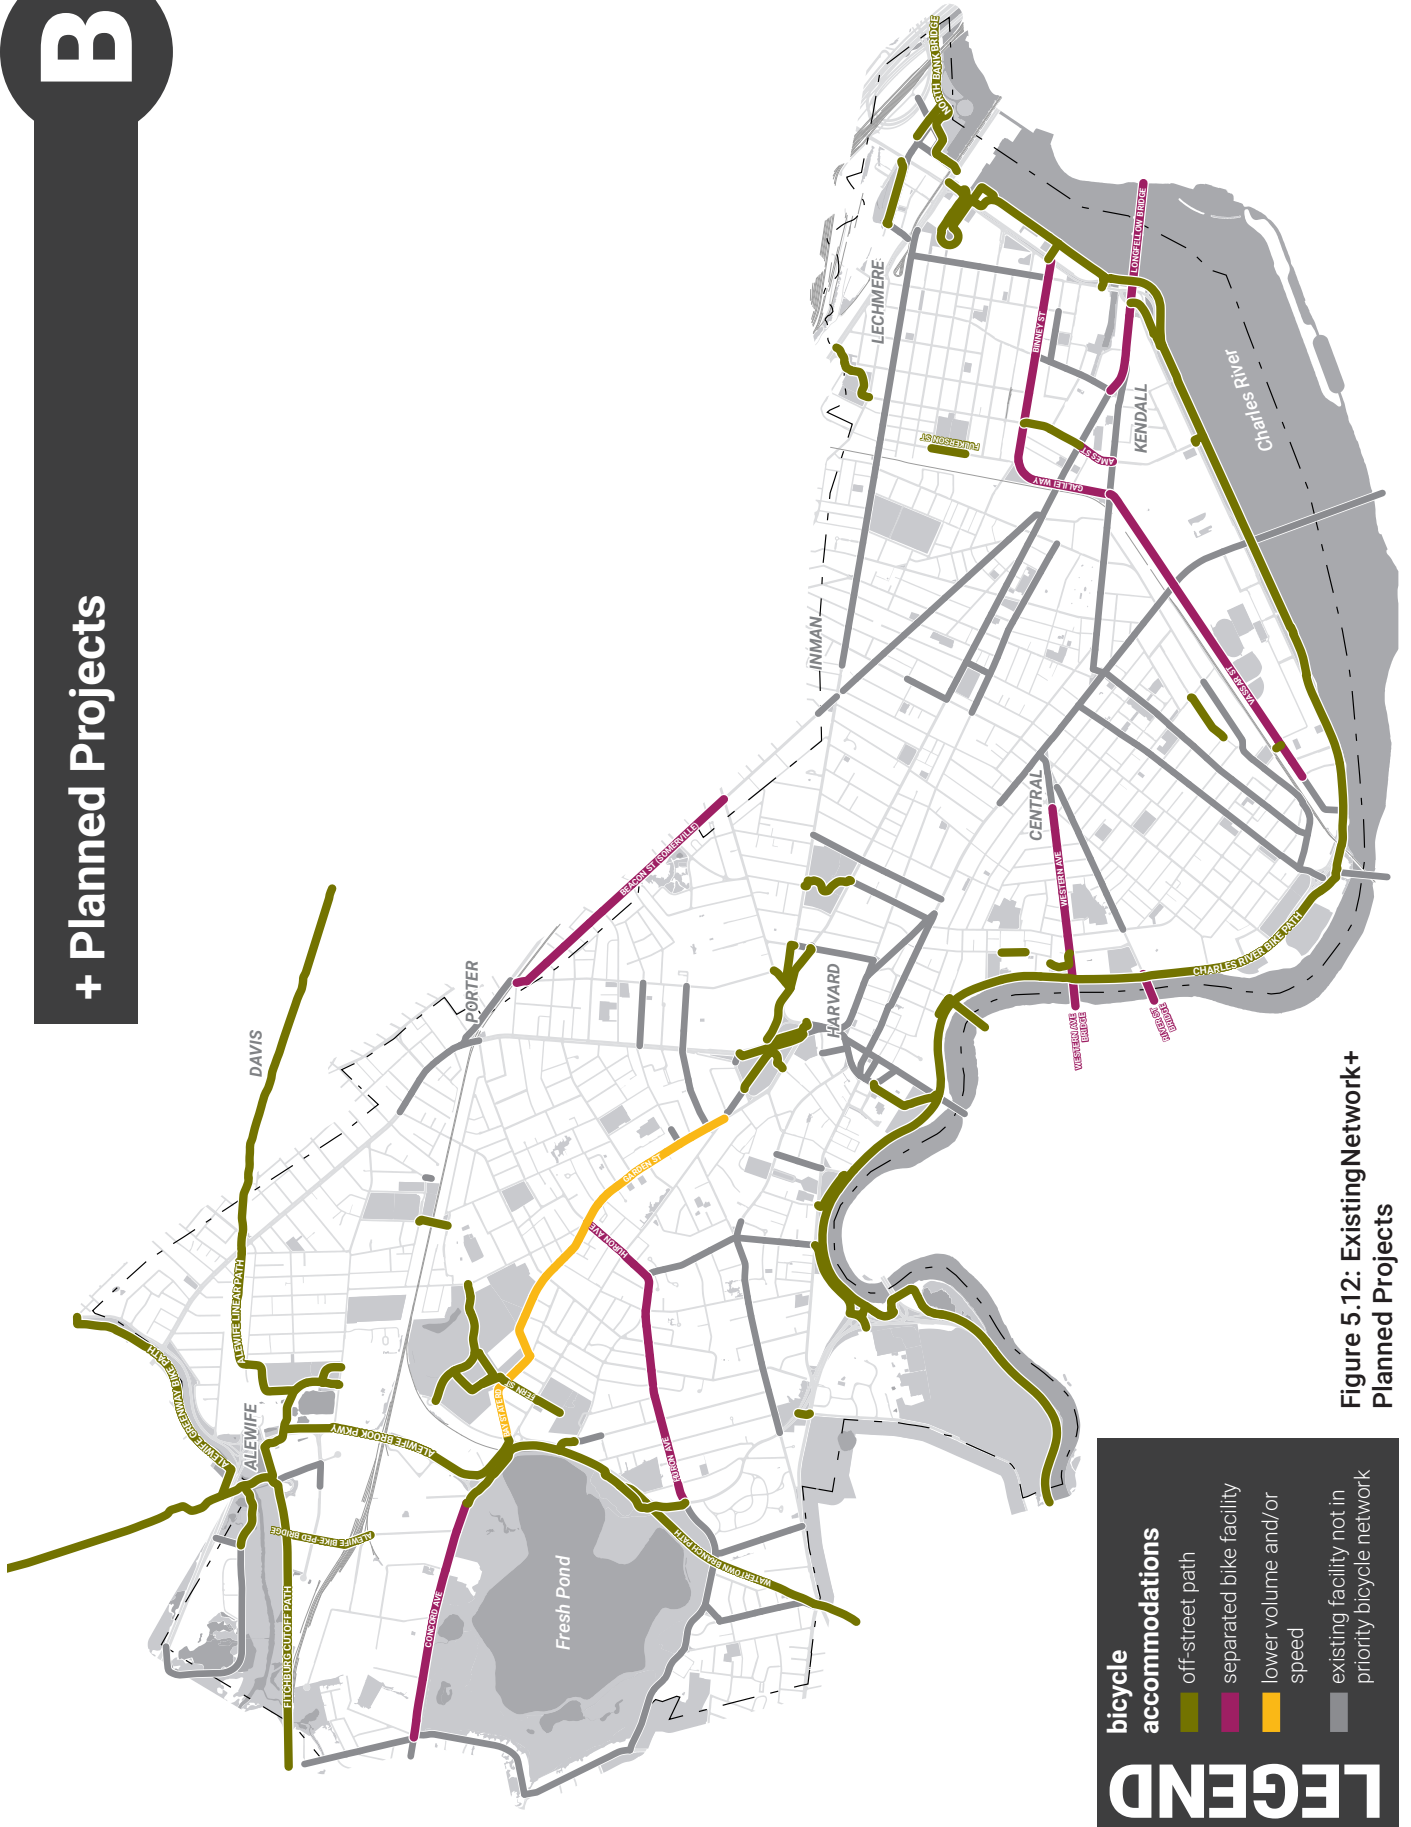 B
+ Planned Projects
NORTH BANK BRIDGE
LECHMERE
LONGFELLOW BRIDGE
BINNEY ST
KENDALL
Charles River
FULKERSON ST
AMES ST
GALILEI WAY
INMAN
VASSAR ST
CENTRAL
WESTERN AVE
BEACON ST (SOMERVILLE)
CHARLES RIVER BIKE PATH
WESTERN AVE
BRIDGE
RIVER ST
BRIDGE
HARVARD
PORTER
DAVIS
GARDEN ST
HURON AVE
ALEWIFE LINEAR PATH
ALEWIFE GREENWAY BIKE PATH
ALEWIFE
ALEWIFE BROOK PKWY
FERN ST
HURON AVE
ALEWIFE BIKE-PED BRIDGE
WATERTOWN BRANCH PATH
CONCORD AVE
FITCHBURG CUTOFF PATH
Fresh Pond
Figure 5.12: ExistingNetwork+
Planned Projects
LEGEND
bicycle
accommodations
off-street path
separated bike facility
lower volume and/or
speed
existing facility not in
priority bicycle network